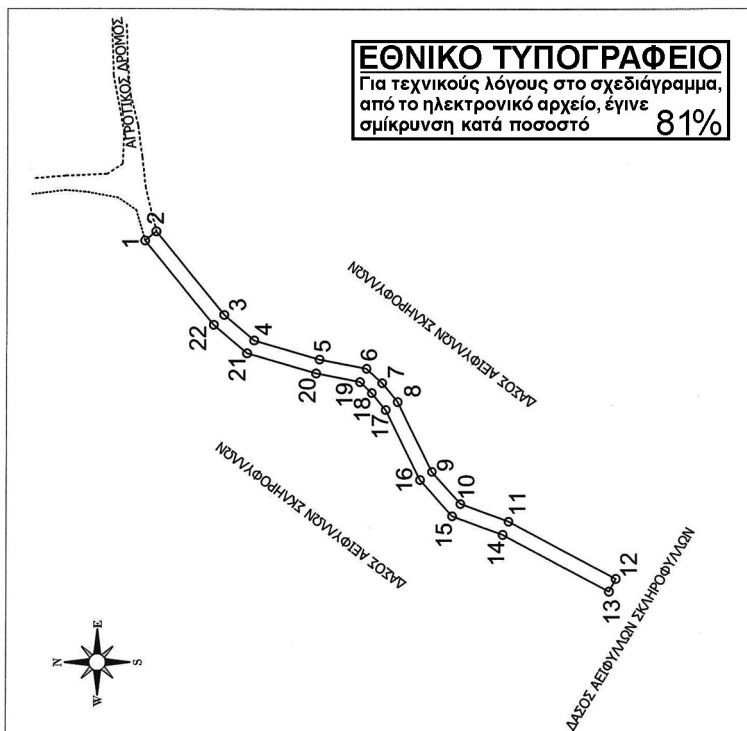 ΕΘΝΙΚΟ ΤΥΠΟΓΡΑΦΕΙΟ
Για τεχνικούς λόγους στο σχεδιάγραμμα,
από το ηλεκτρονικό αρχείο, έγινε
σμίκρυνση κατά ποσοστό 81%
ΑΓΡΟΤΙΚΟΣ ΔΡΟΜΟΣ
1
2
22
3
21
4
20
5
19
6
18
7
17
8
16
9
15
10
14
11
13
12
ΔΑΣΟΣ ΑΕΙΦΥΛΛΩΝ ΣΚΛΗΡΟΦΥΛΛΩΝ
ΔΑΣΟΣ ΑΕΙΦΥΛΛΩΝ ΣΚΛΗΡΟΦΥΛΛΩΝ
ΔΑΣΟΣ ΑΕΙΦΥΛΛΩΝ ΣΚΛΗΡΟΦΥΛΛΩΝ
N
E
S
W